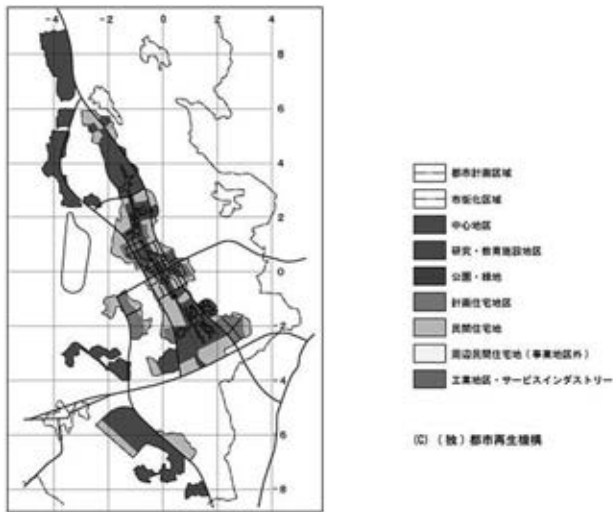 -4 -2 0 2 4
8
6
4
2
0
-2
-4
-6
-8
都市計画区域
市街化区域
中心地区
研究・教育施設地区
公園・緑地
計画住宅地区
民間住宅地
周辺民間住宅地（事業地区外）
工業地区・サービスインダストリー
(C) （独）都市再生機構